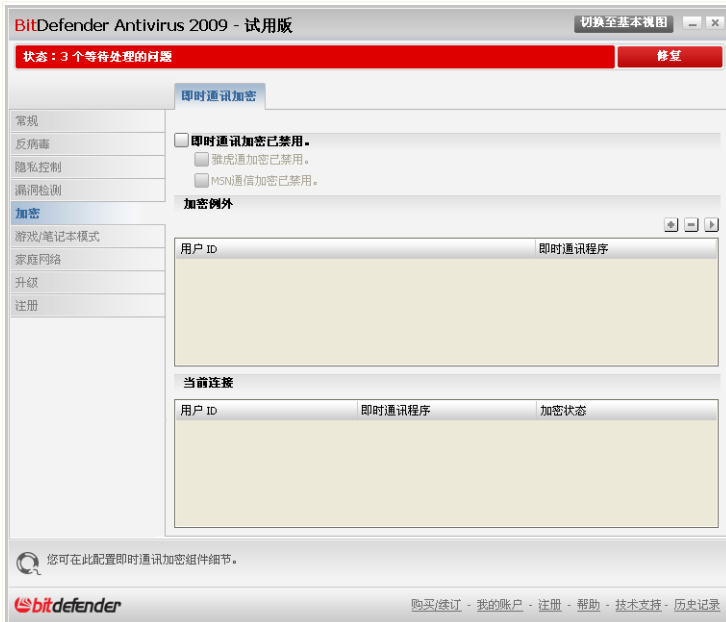 BitDefender Antivirus 2009 - 试用版 切换至基本视图
状态：3 个等待处理的问题 修复
即时通讯加密
常规
反病毒
隐私控制
漏洞检测
加密
游戏/笔记本模式
家庭网络
升级
注册
即时通讯加密已禁用。
雅虎通加密已禁用。
MSN通信加密已禁用。
加密例外
用户 ID 即时通讯程序
当前连接
用户 ID 即时通讯程序 加密状态
您可在此配置即时通讯加密组件细节。
bitdefender 购买/续订 - 我的账户 - 注册 - 帮助 - 技术支持 - 历史记录